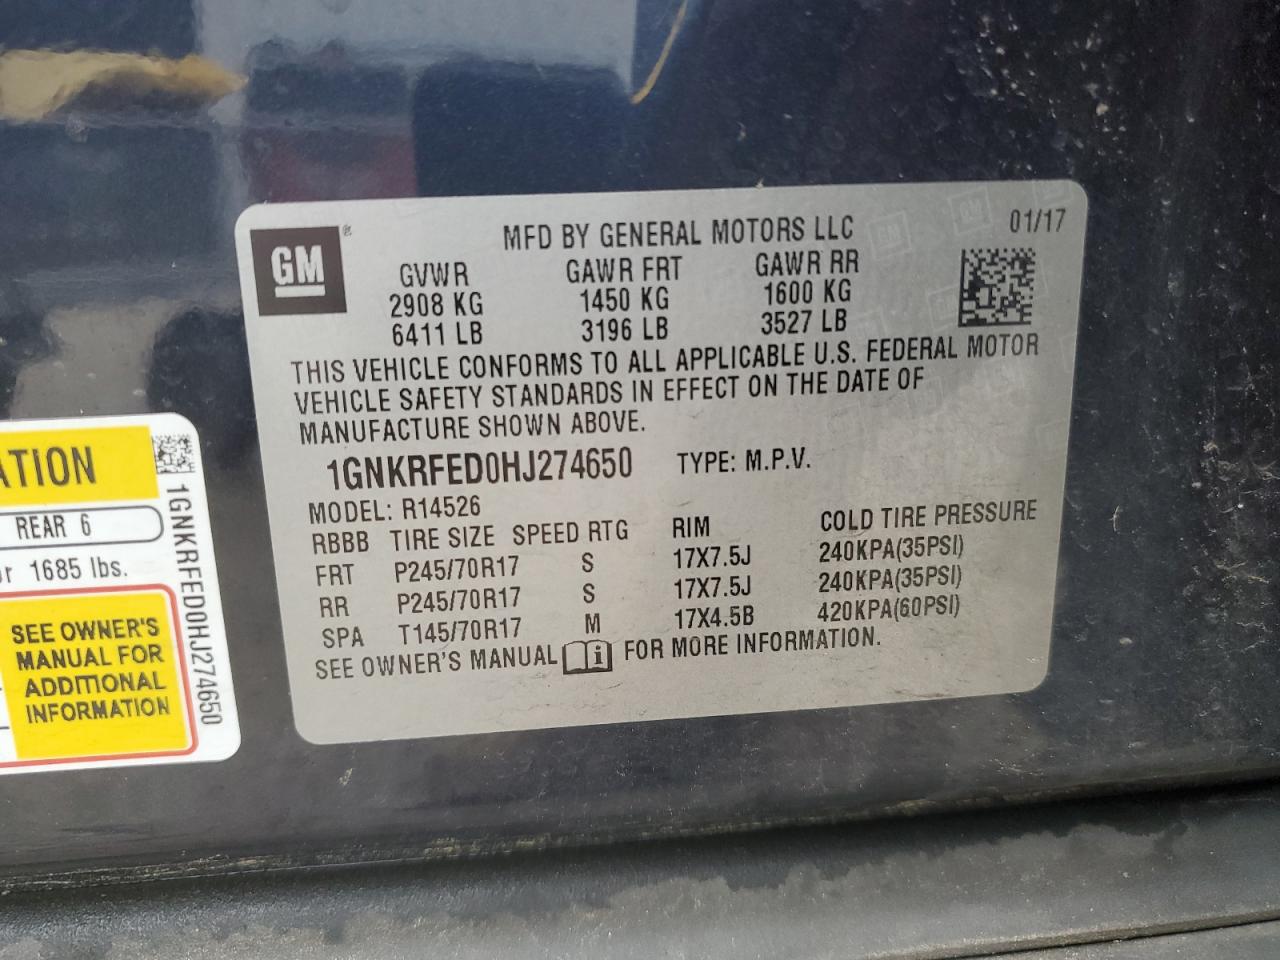 GM ®
MFD BY GENERAL MOTORS LLC
01/17
GVWR GAWR FRT GAWR RR
2908 KG 1450 KG 1600 KG
6411 LB 3196 LB 3527 LB
THIS VEHICLE CONFORMS TO ALL APPLICABLE U.S. FEDERAL MOTOR
VEHICLE SAFETY STANDARDS IN EFFECT ON THE DATE OF
MANUFACTURE SHOWN ABOVE.
1GNKRFED0HJ274650 TYPE: M.P.V.
MODEL: R14526
RBBB TIRE SIZE SPEED RTG RIM COLD TIRE PRESSURE
FRT P245/70R17 S 17X7.5J 240KPA(35PSI)
RR P245/70R17 S 17X7.5J 240KPA(35PSI)
SPA T145/70R17 M 17X4.5B 420KPA(60PSI)
SEE OWNER'S MANUAL i FOR MORE INFORMATION.
ATION
REAR 6
or 1685 lbs.
SEE OWNER'S
MANUAL FOR
ADDITIONAL
INFORMATION
1GNKRFED0HJ274650